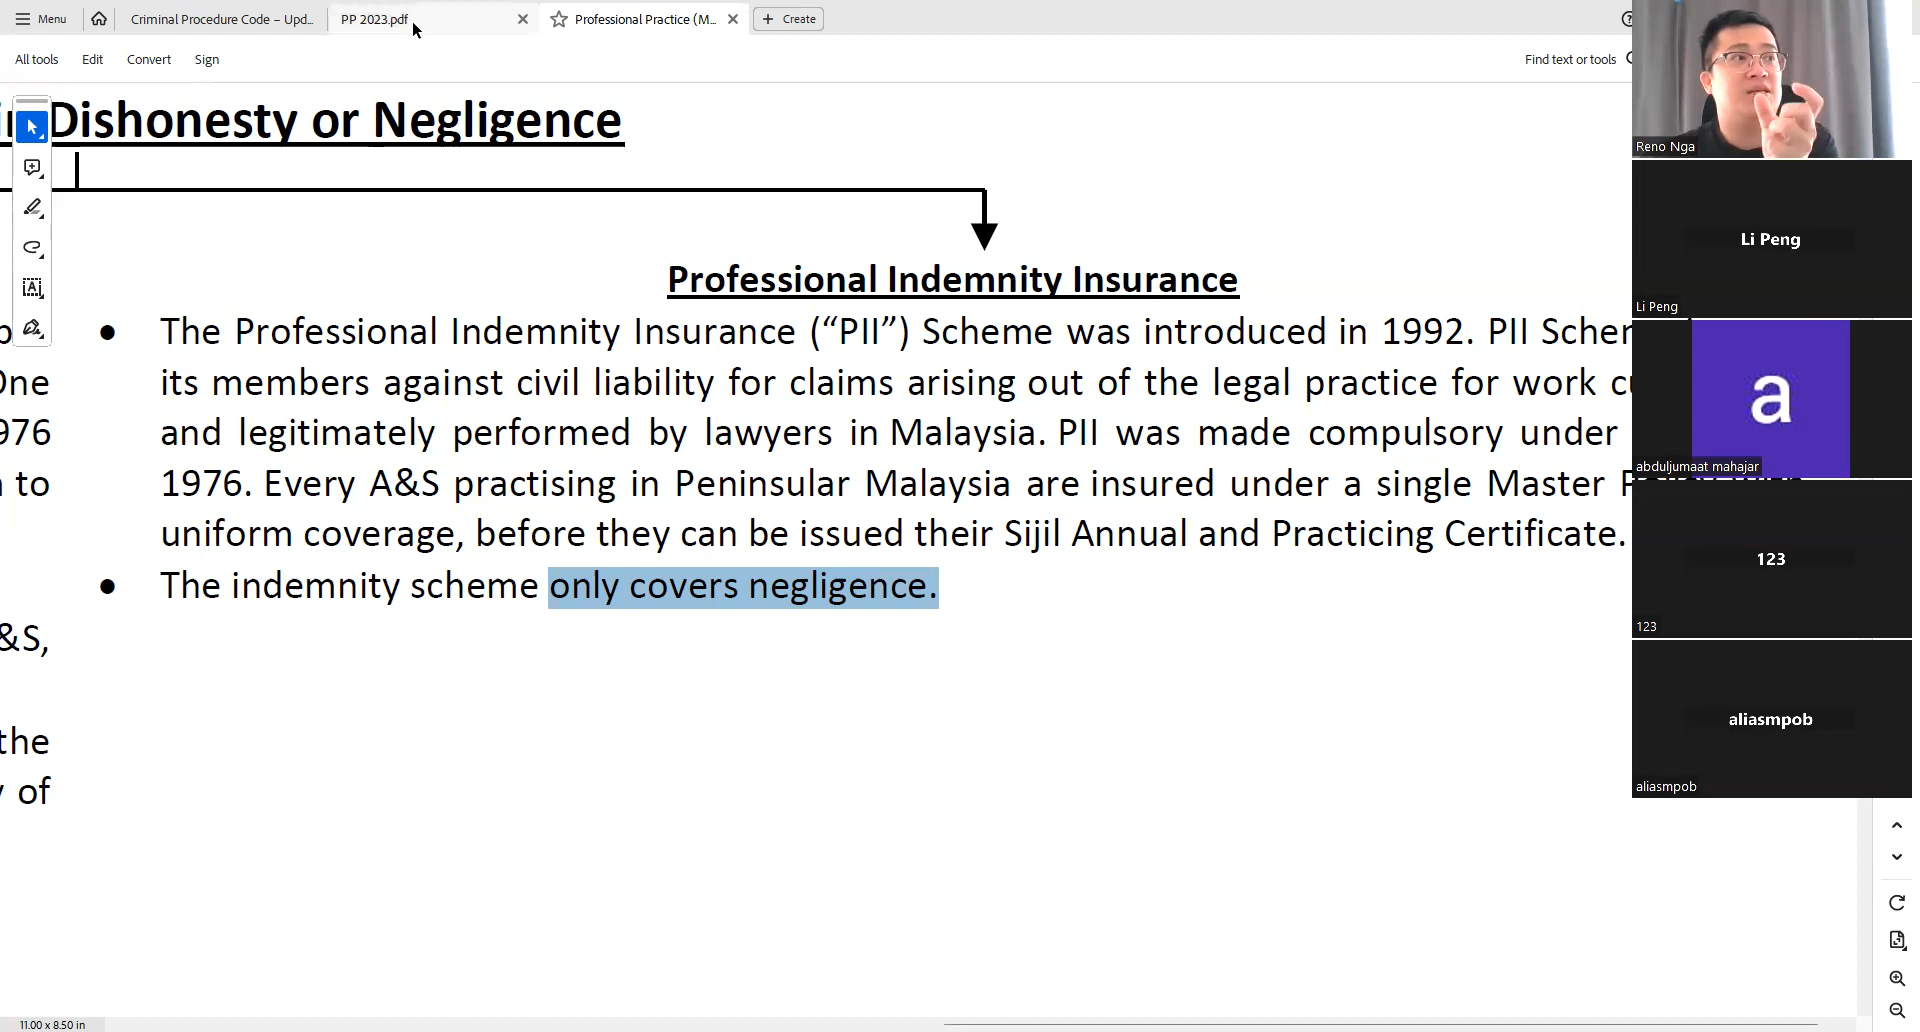 Menu
Criminal Procedure Code – Upd...
PP 2023.pdf
Professional Practice (M...
Create
All tools
Edit
Convert
Sign
Find text or tools
Dishonesty or Negligence
Professional Indemnity Insurance
• The Professional Indemnity Insurance (“PII”) Scheme was introduced in 1992. PII
its members against civil liability for claims arising out of the legal practice for work
and legitimately performed by lawyers in Malaysia. PII was made compulsory under
1976. Every A&S practising in Peninsular Malaysia are insured under a single Master
uniform coverage, before they can be issued their Sijil Annual and Practicing Certificate.
• The indemnity scheme only covers negligence.
One
976
to
&S,
the
of
Reno Nga
Li Peng
Li Peng
a
abduljumaat mahajar
123
123
aliasmpob
aliasmpob
11.00 x 8.50 in